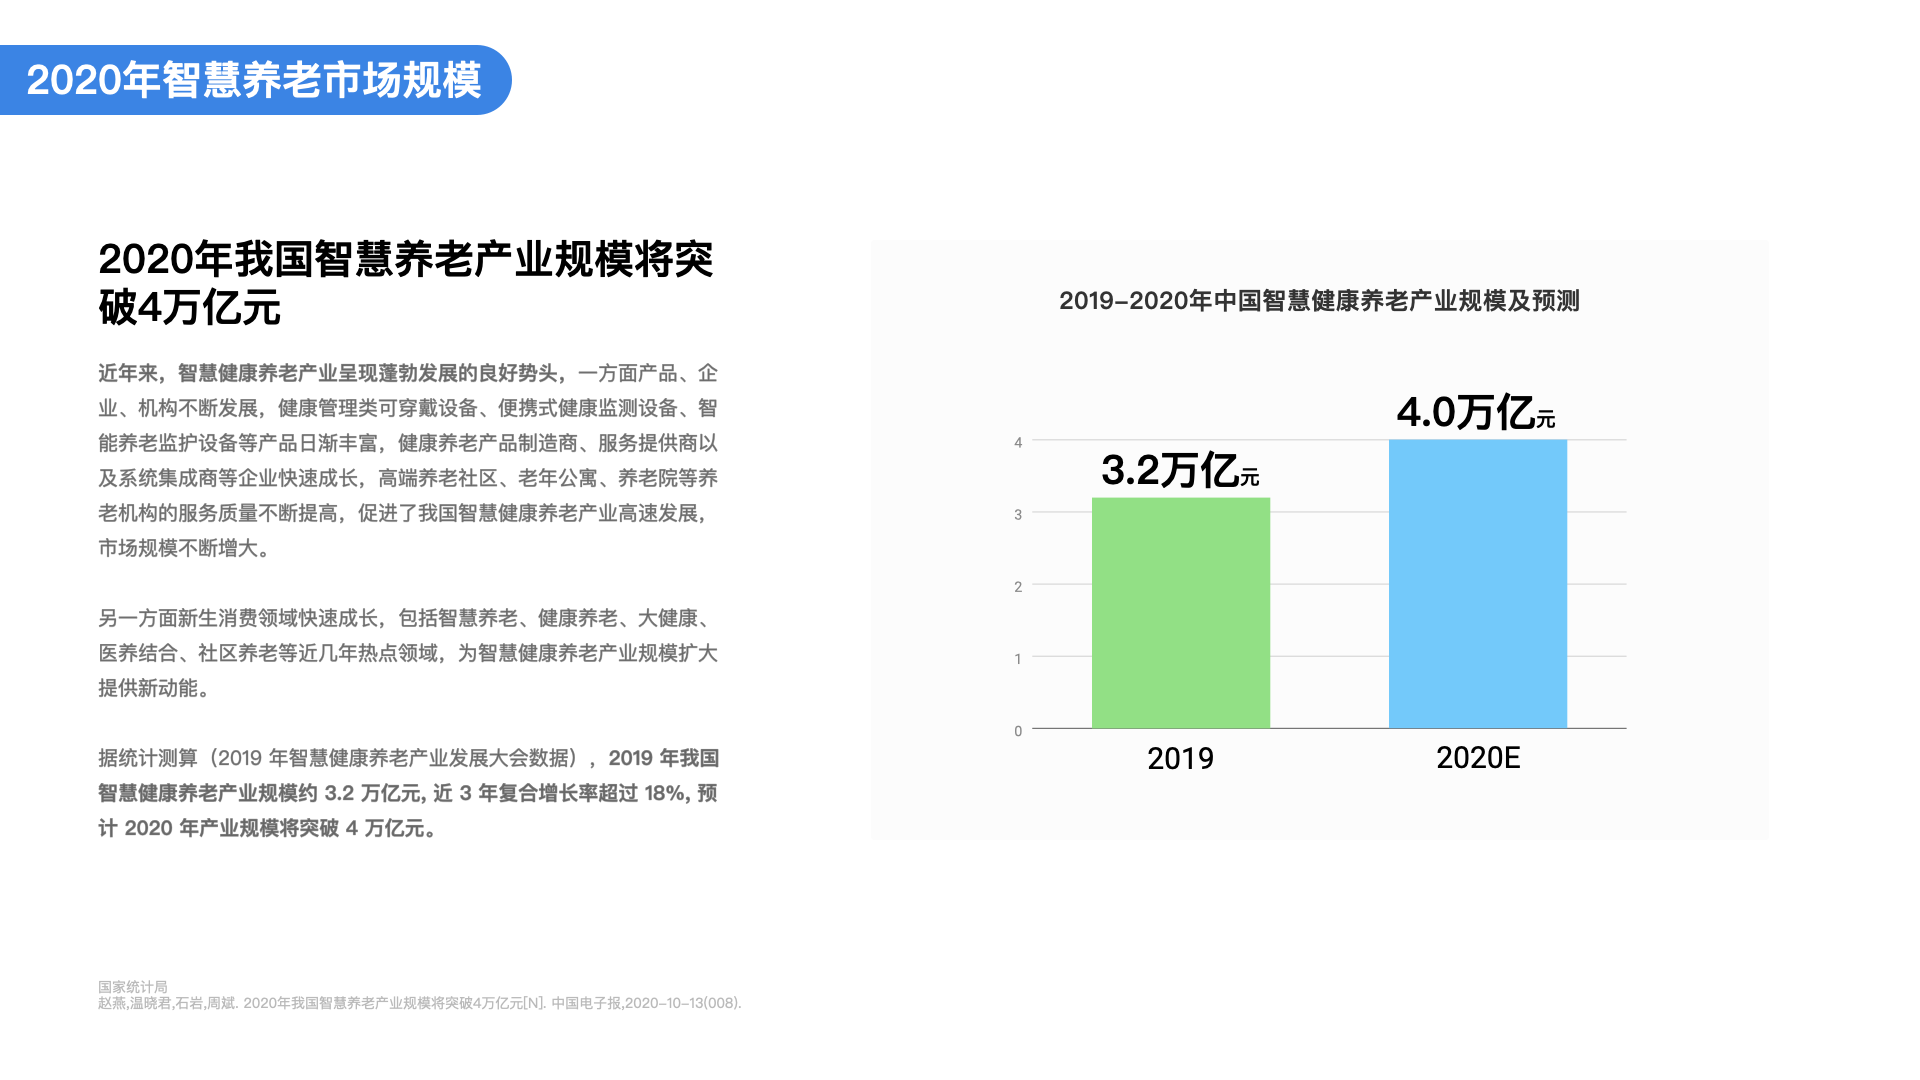 2020年智慧养老市场规模
2020年我国智慧养老产业规模将突
破4万亿元
近年来，智慧健康养老产业呈现蓬勃发展的良好势头，一方面产品、企
业、机构不断发展，健康管理类可穿戴设备、便携式健康监测设备、智
能养老监护设备等产品日渐丰富，健康养老产品制造商、服务提供商以
及系统集成商等企业快速成长，高端养老社区、老年公寓、养老院等养
老机构的服务质量不断提高，促进了我国智慧健康养老产业高速发展，
市场规模不断增大。
另一方面新生消费领域快速成长，包括智慧养老、健康养老、大健康、
医养结合、社区养老等近几年热点领域，为智慧健康养老产业规模扩大
提供新动能。
据统计测算（2019 年智慧健康养老产业发展大会数据），2019 年我国
智慧健康养老产业规模约 3.2 万亿元, 近 3 年复合增长率超过 18%, 预
计 2020 年产业规模将突破 4 万亿元。
2019–2020年中国智慧健康养老产业规模及预测
4.0万亿元
3.2万亿元
4
3
2
1
0
2019
2020E
国家统计局
赵燕,温晓君,石岩,周斌. 2020年我国智慧养老产业规模将突破4万亿元[N]. 中国电子报,2020–10–13(008).